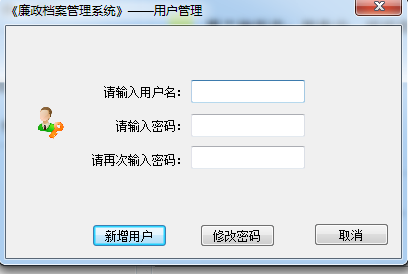 《廉政档案管理系统》——用户管理
请输入用户名：
请输入密码：
请再次输入密码：
新增用户 修改密码 取消